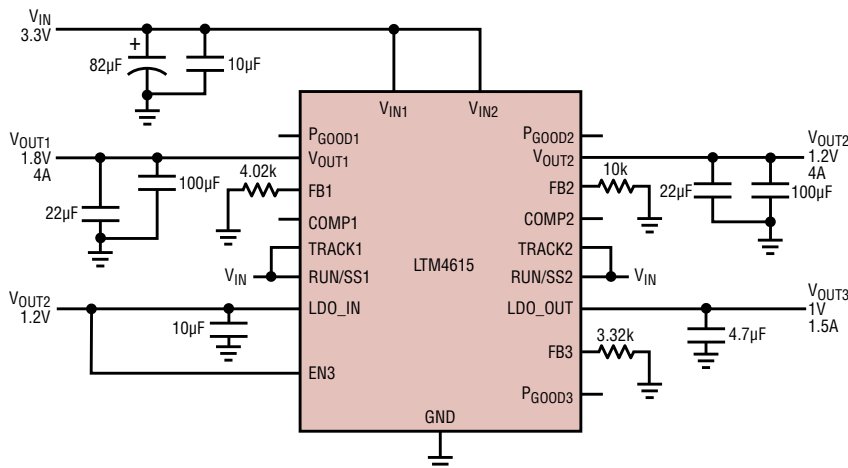 VIN
3.3V
+
82µF
10µF
VIN1
VIN2
PGOOD1
PGOOD2
VOUT1
1.8V
4A
VOUT1
VOUT2
VOUT2
1.2V
4A
4.02k
10k
100µF
22µF
FB1
FB2
22µF
100µF
COMP1
COMP2
TRACK1
TRACK2
VIN
RUN/SS1
LTM4615
RUN/SS2
VIN
VOUT2
1.2V
LDO_IN
LDO_OUT
VOUT3
1V
1.5A
10µF
3.32k
4.7µF
FB3
EN3
PGOOD3
GND